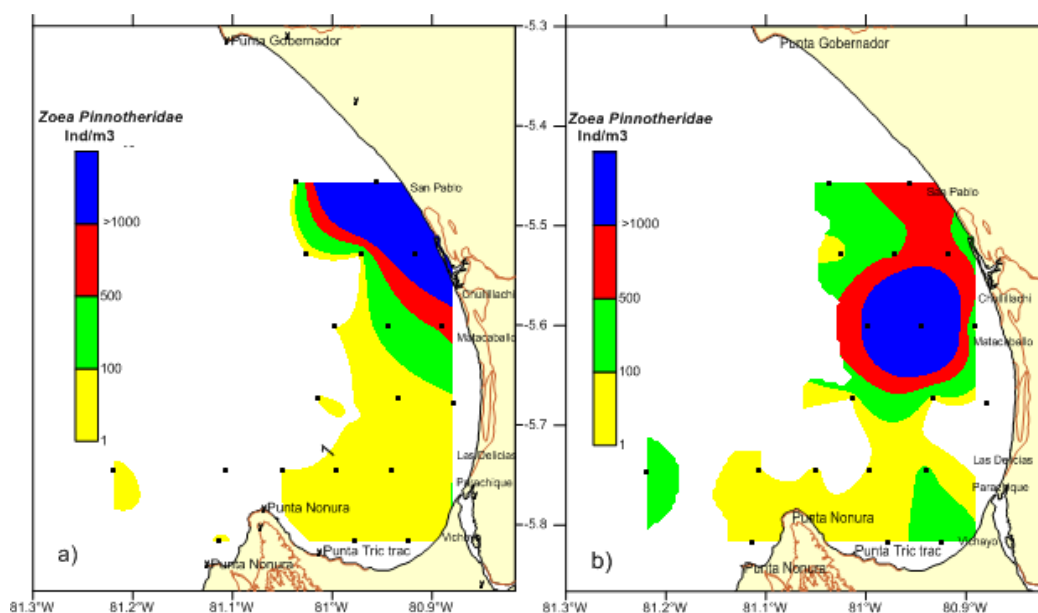 Punta Gobernador
Zoea Pinnotheridae
Ind/m3
>1000
500
100
1
San Pablo
Chullillachi
Matacaballo
Las Delicias
Parachique
Vichayo
Punta Nonura
Punta Tric trac
Punta Nonura
1
a)
-5.3
-5.4
-5.5
-5.6
-5.7
-5.8
Punta Gobernador
Zoea Pinnotheridae
Ind/m3
>1000
500
100
1
San Pablo
Chullillachi
Matacaballo
Las Delicias
Parachique
Vichayo
Punta Nonura
Punta Tric trac
Punta Nonura
b)
81.3°W 81.2°W 81.1°W 81°W 80.9°W 81.3°W 81.2°W 81.1°W 81°W 80.9°W